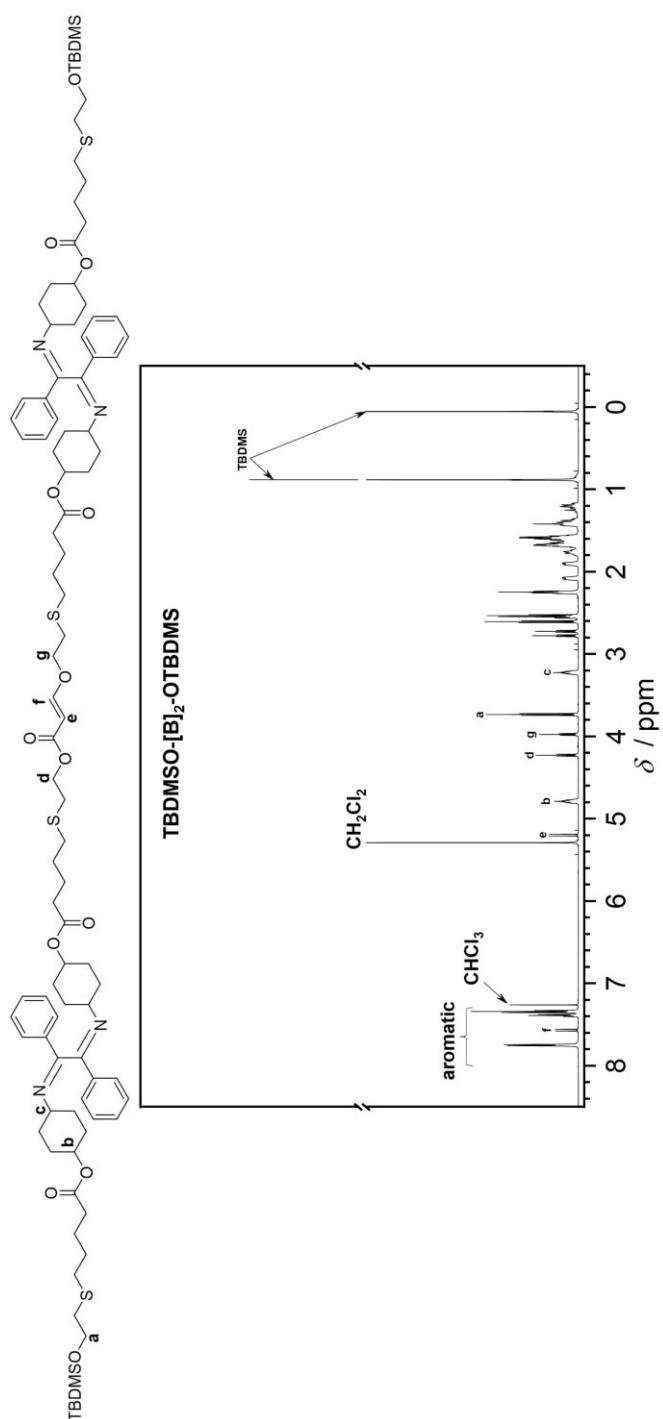 TBDMSO
a
S
O
O
b
c
N
N
O
O
S
d
O
O
e
f
O
g
S
O
O
N
N
O
O
S
OTBDMS
TBDMSO-[B]₂-OTBDMS
aromatic
CHCl₃
CH₂Cl₂
TBDMS
f
e
b
d
g
a
c
8 7 6 5 4 3 2 1 0
δ / ppm